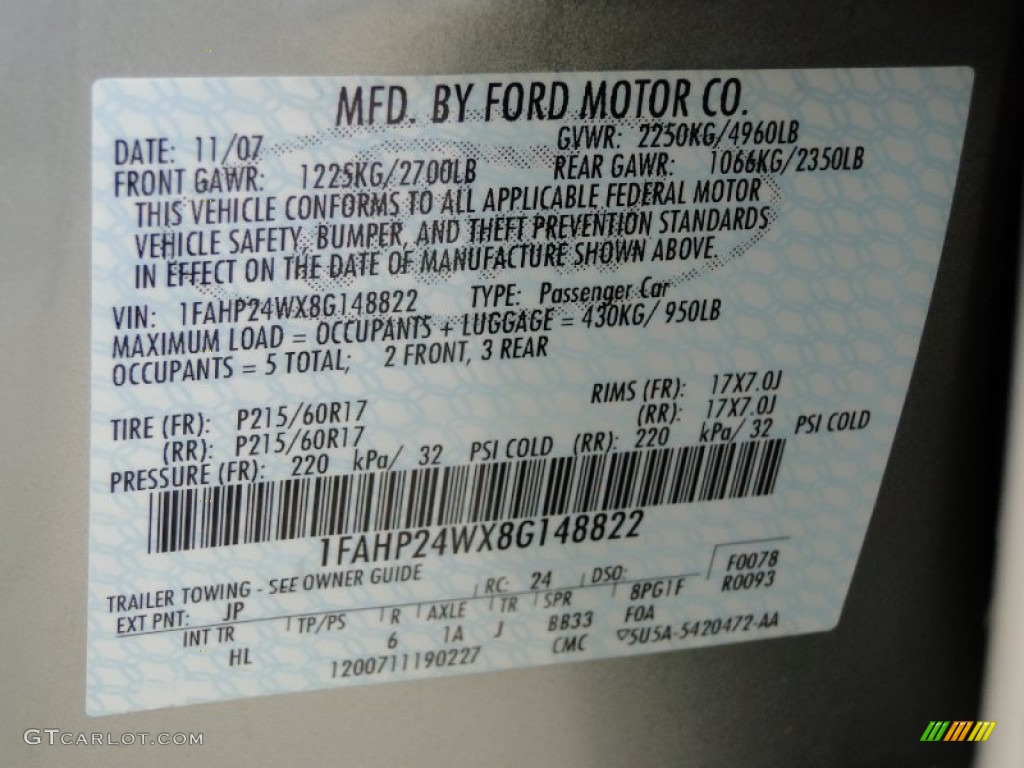 MFD. BY FORD MOTOR CO.
DATE: 11/07 GVWR: 2250KG/4960LB
FRONT GAWR: 1225KG/2700LB REAR GAWR: 1066KG/2350LB
THIS VEHICLE CONFORMS TO ALL APPLICABLE FEDERAL MOTOR
VEHICLE SAFETY, BUMPER, AND THEFT PREVENTION STANDARDS
IN EFFECT ON THE DATE OF MANUFACTURE SHOWN ABOVE.
VIN: 1FAHP24WX8G148822 TYPE: Passenger Car
MAXIMUM LOAD = OCCUPANTS + LUGGAGE = 430KG/ 950LB
OCCUPANTS = 5 TOTAL; 2 FRONT, 3 REAR
TIRE (FR): P215/60R17 RIMS (FR): 17X7.0J
(RR): P215/60R17 (RR): 17X7.0J
PRESSURE (FR): 220 kPa/ 32 PSI COLD (RR): 220 kPa/ 32 PSI COLD
1FAHP24WX8G148822
TRAILER TOWING - SEE OWNER GUIDE
EXT PNT: JP RC: 24 DSO: F0078
R0093
INT TR TP/PS R AXLE TR SPR 8PG1F
HL 6 1A J BB33 F0A
1200711190227 CMC ▽5U5A-5420472-AA
GTCARLOT.COM